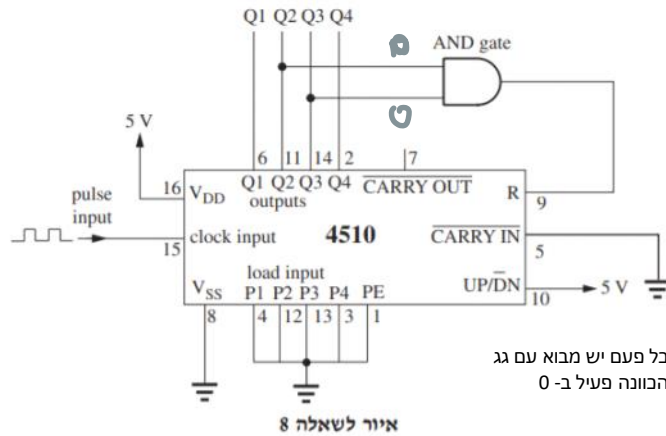 Q1 Q2 Q3 Q4
AND gate
5 V
6 11 14 2 7
16 V_DD Q1 Q2 Q3 Q4 CARRY OUT R 9
outputs
pulse
input
15 clock input 4510 CARRY IN 5
load input
V_SS P1 P2 P3 P4 PE UP/DN 10 5 V
8 4 12 13 3 1
בל פעם יש מבוא עם גג
הכוונה פעיל ב- 0
איור לשאלה 8